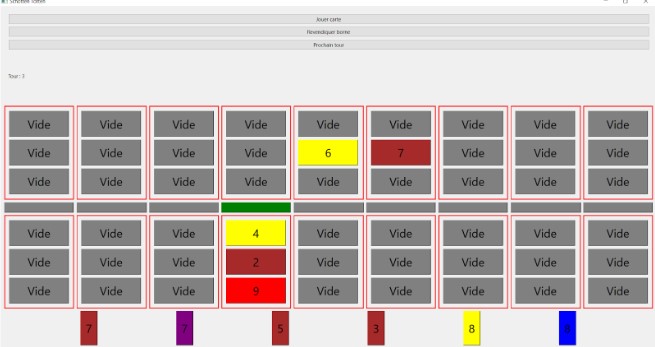 Schotten Totten
Jouer carte
Revendiquer borne
Prochain tour
Tour : 3
Vide Vide Vide Vide Vide Vide Vide Vide Vide
Vide Vide Vide Vide 6 7 Vide Vide Vide
Vide Vide Vide Vide Vide Vide Vide Vide Vide
Vide Vide Vide 4 Vide Vide Vide Vide Vide
Vide Vide Vide 2 Vide Vide Vide Vide Vide
Vide Vide Vide 9 Vide Vide Vide Vide Vide
7 7 5 3 8 8